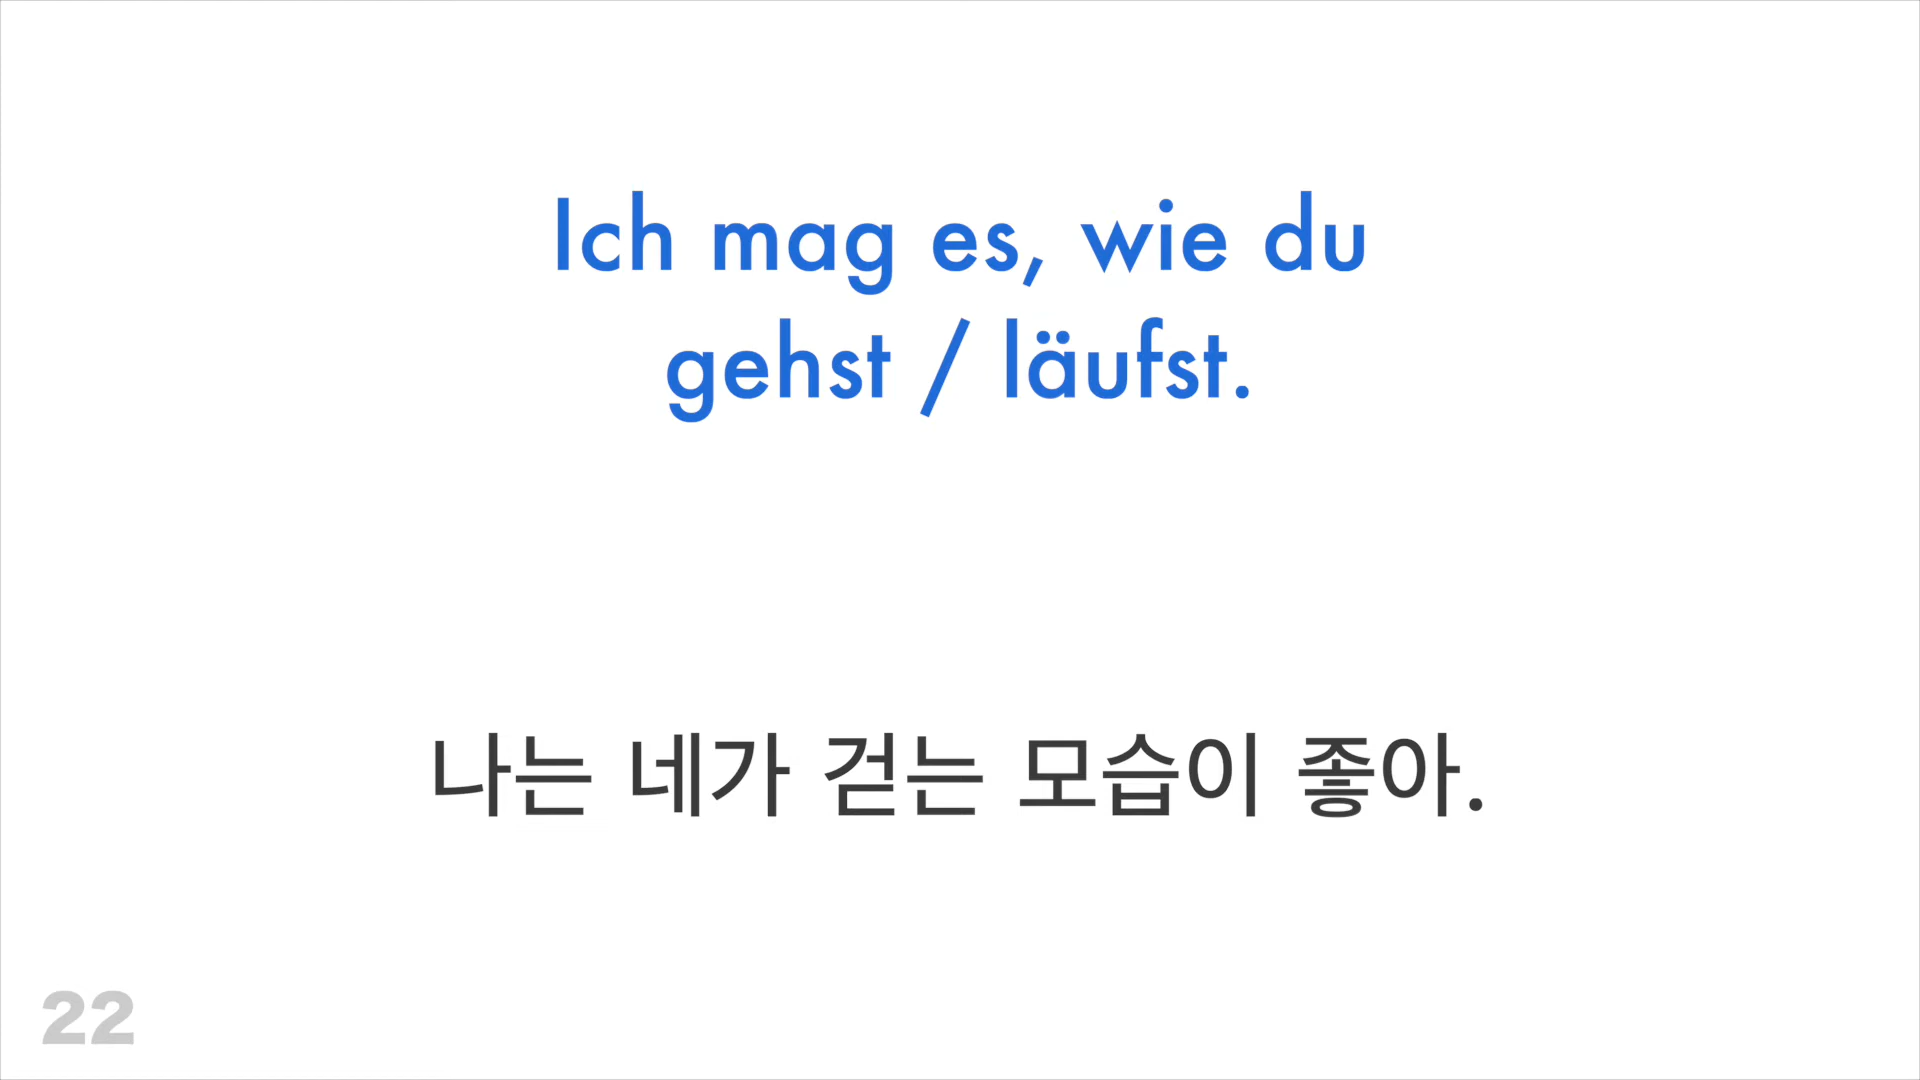 Ich mag es, wie du
gehst / läufst.
나는 네가 걷는 모습이 좋아.
22